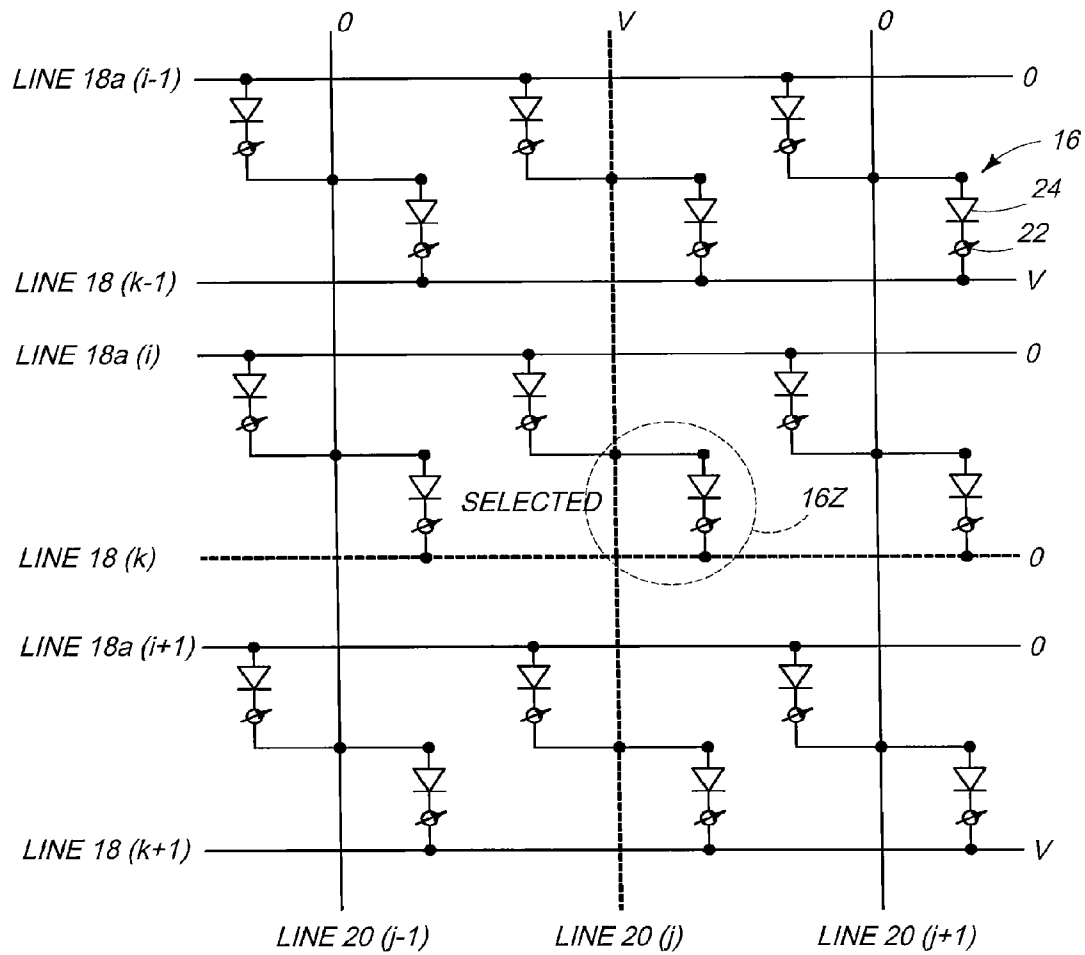 0 V 0
LINE 18a (i-1) 0
16
24
22
LINE 18 (k-1) V
LINE 18a (i) 0
SELECTED 16Z
LINE 18 (k) 0
LINE 18a (i+1) 0
LINE 18 (k+1) V
LINE 20 (j-1) LINE 20 (j) LINE 20 (j+1)